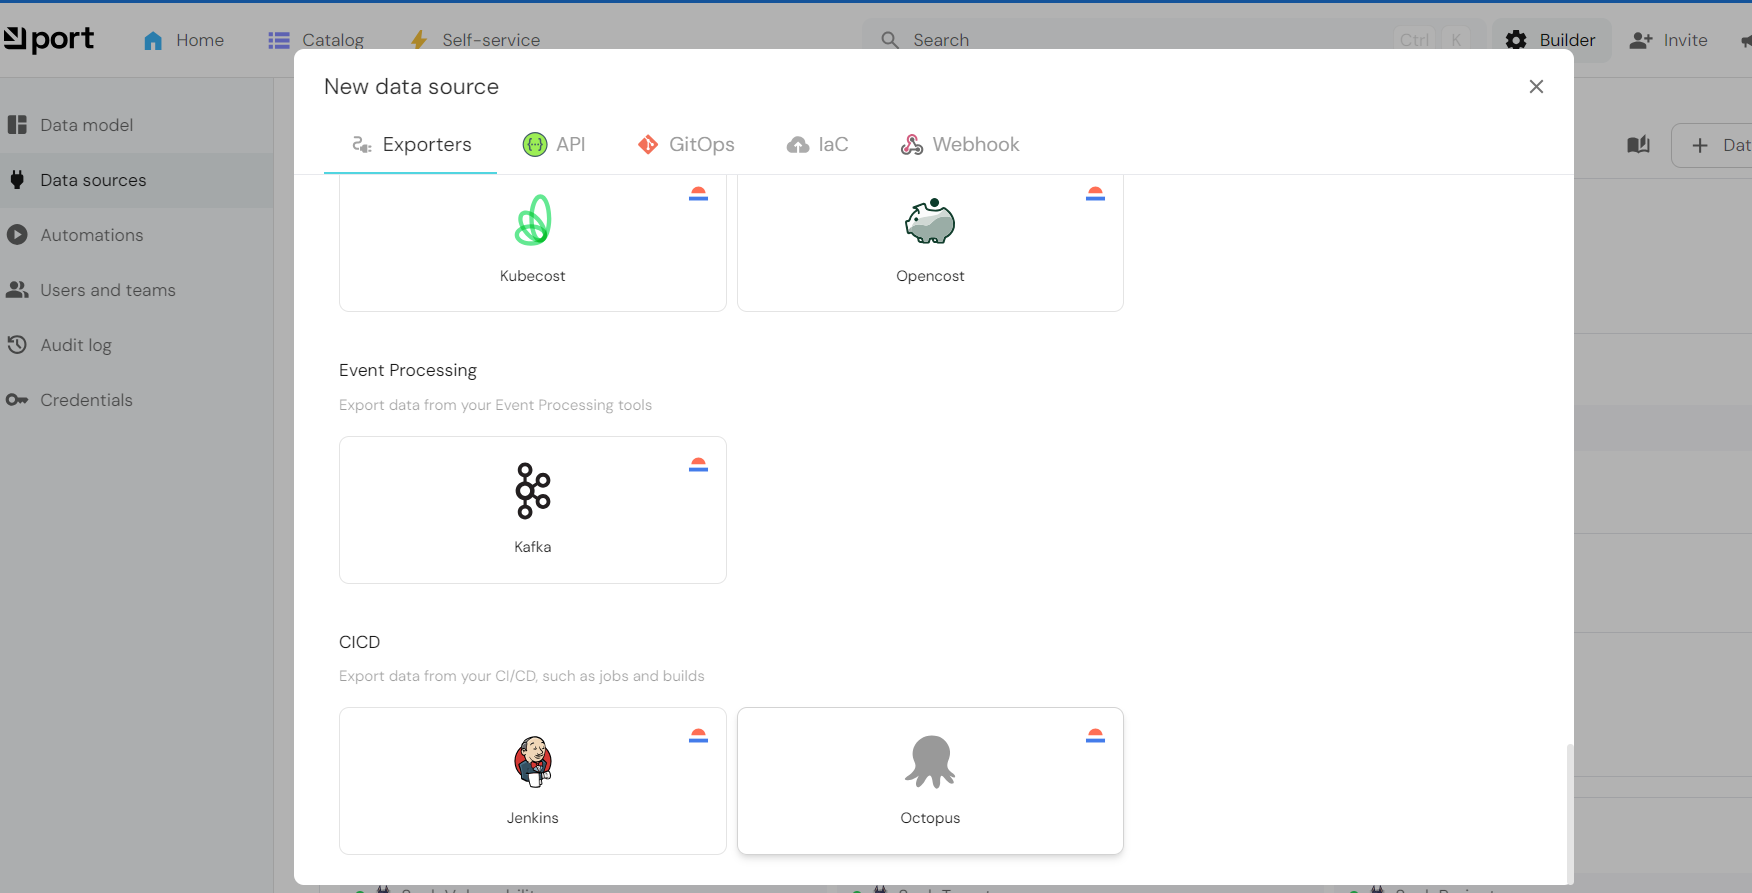 port
Home
Catalog
Self-service
Search
Ctrl K
Builder
Invite
New data source
Exporters
API
GitOps
IaC
Webhook
Data model
Data sources
Automations
Users and teams
Audit log
Credentials
Dat
Kubecost
Opencost
Event Processing
Export data from your Event Processing tools
Kafka
CICD
Export data from your CI/CD, such as jobs and builds
Jenkins
Octopus